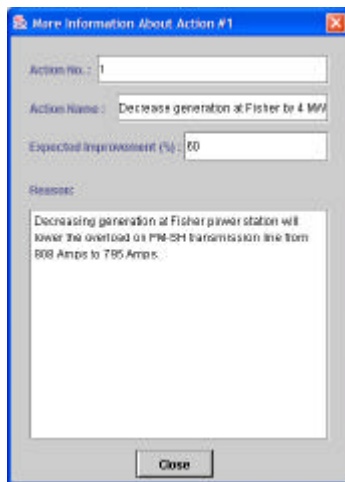 More Information About Action #1
Action No. : 1
Action Name : Decrease generation at Fisher by 4 MW
Expected Improvement (%) : 60
Reason:
Decreasing generation at Fisher power station will
lower the overload on PM-SH transmission line from
808 Amps to 795 Amps.
Close